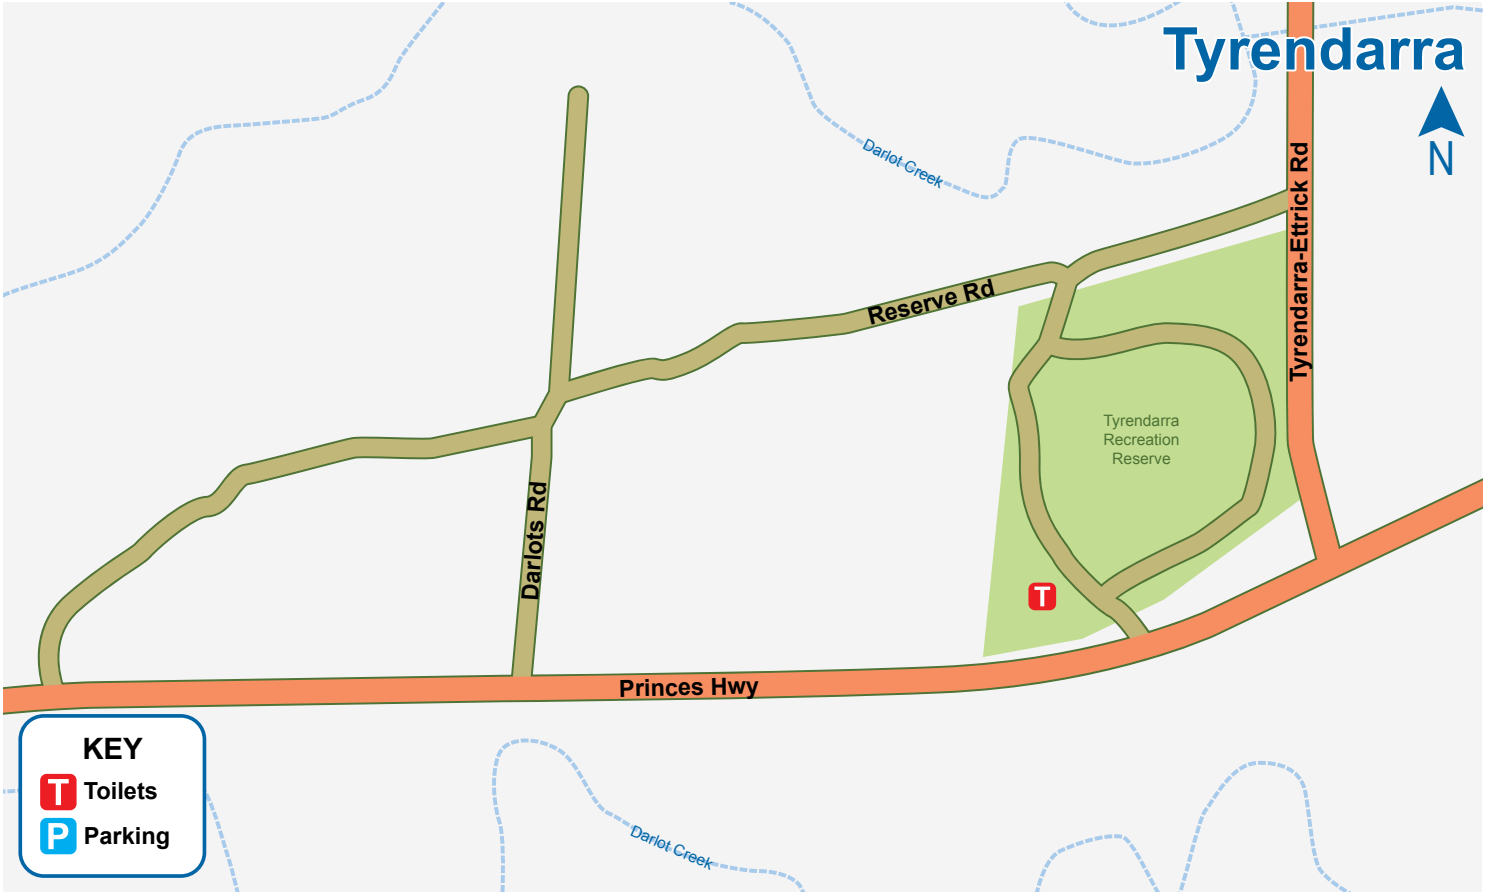 Tyrendarra
N
Darlot Creek
Tyrendarra-Ettrick Rd
Reserve Rd
Tyrendarra
Recreation
Reserve
Darlots Rd
T
Princes Hwy
KEY
T Toilets
P Parking
Darlot Creek